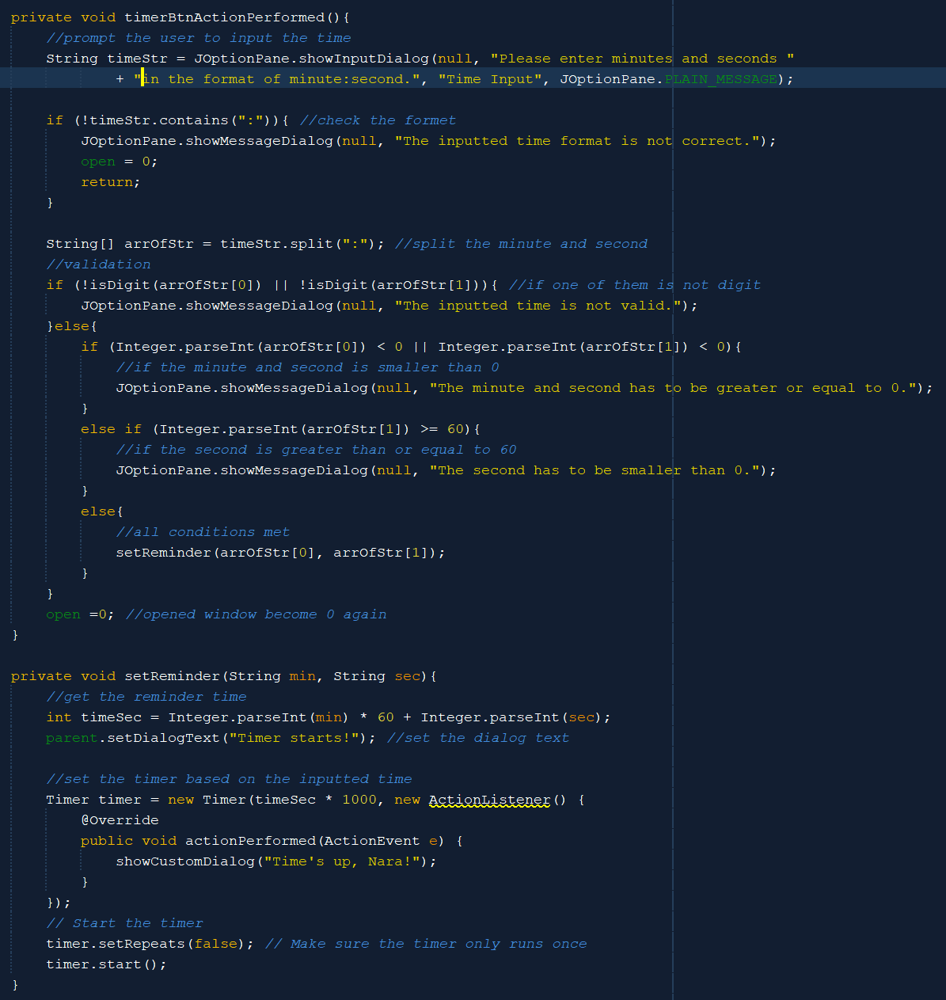 private void timerBtnActionPerformed(){
    //prompt the user to input the time
    String timeStr = JOptionPane.showInputDialog(null, "Please enter minutes and seconds "
            + "in the format of minute:second.", "Time Input", JOptionPane.PLAIN_MESSAGE);

    if (!timeStr.contains(":")){ //check the formet
        JOptionPane.showMessageDialog(null, "The inputted time format is not correct.");
        open = 0;
        return;
    }

    String[] arrOfStr = timeStr.split(":"); //split the minute and second
    //validation
    if (!isDigit(arrOfStr[0]) || !isDigit(arrOfStr[1])){ //if one of them is not digit
        JOptionPane.showMessageDialog(null, "The inputted time is not valid.");
    }else{
        if (Integer.parseInt(arrOfStr[0]) < 0 || Integer.parseInt(arrOfStr[1]) < 0){
            //if the minute and second is smaller than 0
            JOptionPane.showMessageDialog(null, "The minute and second has to be greater or equal to 0.");
        }
        else if (Integer.parseInt(arrOfStr[1]) >= 60){
            //if the second is greater than or equal to 60
            JOptionPane.showMessageDialog(null, "The second has to be smaller than 0.");
        }
        else{
            //all conditions met
            setReminder(arrOfStr[0], arrOfStr[1]);
        }
    }
    open =0; //opened window become 0 again
}

private void setReminder(String min, String sec){
    //get the reminder time
    int timeSec = Integer.parseInt(min) * 60 + Integer.parseInt(sec);
    parent.setDialogText("Timer starts!"); //set the dialog text

    //set the timer based on the inputted time
    Timer timer = new Timer(timeSec * 1000, new ActionListener() {
        @Override
        public void actionPerformed(ActionEvent e) {
            showCustomDialog("Time's up, Nara!");
        }
    });
    // Start the timer
    timer.setRepeats(false); // Make sure the timer only runs once
    timer.start();
}